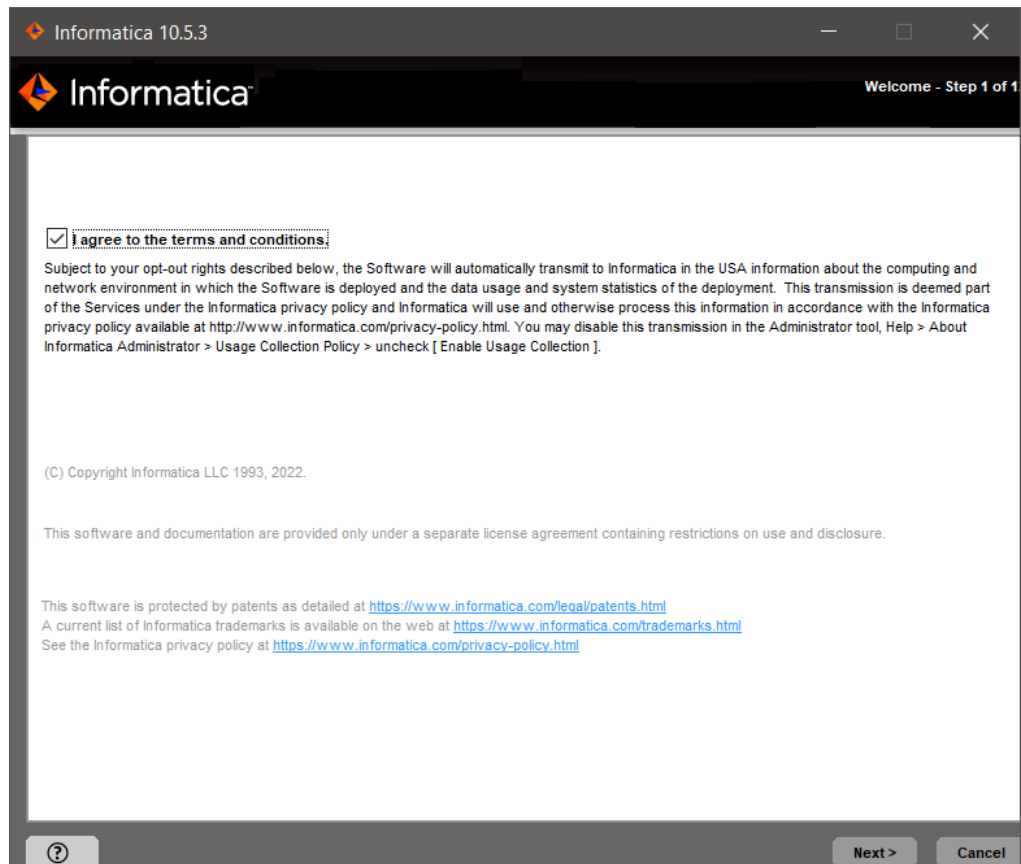 Informatica 10.5.3
Informatica
Welcome - Step 1 of 1
I agree to the terms and conditions.
Subject to your opt-out rights described below, the Software will automatically transmit to Informatica in the USA information about the computing and
network environment in which the Software is deployed and the data usage and system statistics of the deployment.  This transmission is deemed part
of the Services under the Informatica privacy policy and Informatica will use and otherwise process this information in accordance with the Informatica
privacy policy available at http://www.informatica.com/privacy-policy.html. You may disable this transmission in the Administrator tool, Help > About
Informatica Administrator > Usage Collection Policy > uncheck [ Enable Usage Collection ].
(C) Copyright Informatica LLC 1993, 2022.
This software and documentation are provided only under a separate license agreement containing restrictions on use and disclosure.
This software is protected by patents as detailed at https://www.informatica.com/legal/patents.html
A current list of Informatica trademarks is available on the web at https://www.informatica.com/trademarks.html
See the Informatica privacy policy at https://www.informatica.com/privacy-policy.html
?
Next >
Cancel